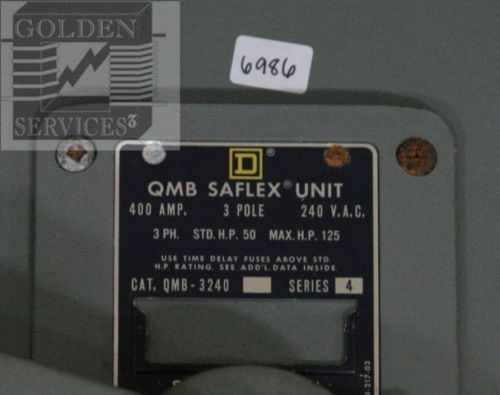 GOLDEN
SERVICES³
6986
D®
QMB SAFLEX® UNIT
400 AMP. 3 POLE 240 V.A.C.
3 PH. STD. H.P. 50 MAX. H.P. 125
USE TIME DELAY FUSES ABOVE STD.
H.P. RATING. SEE ADD'L. DATA INSIDE.
CAT. QMB-3240 SERIES 4